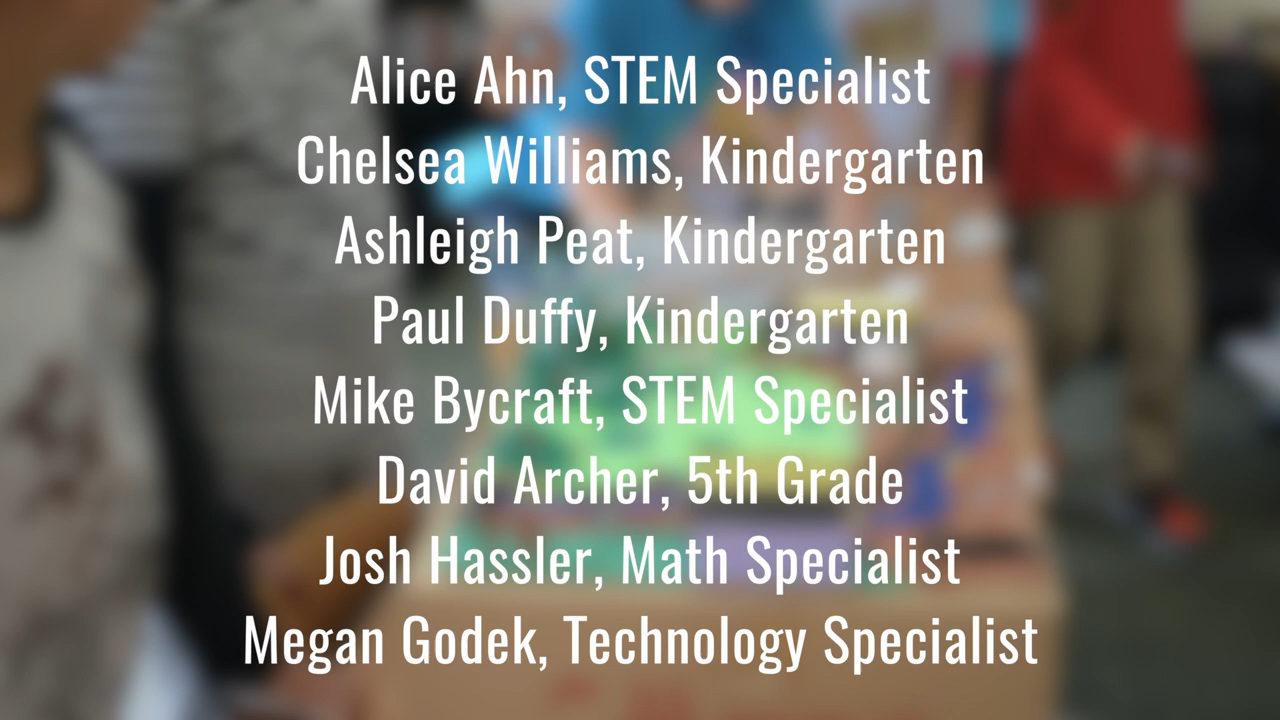 Alice Ahn, STEM Specialist
Chelsea Williams, Kindergarten
Ashleigh Peat, Kindergarten
Paul Duffy, Kindergarten
Mike Bycraft, STEM Specialist
David Archer, 5th Grade
Josh Hassler, Math Specialist
Megan Godek, Technology Specialist